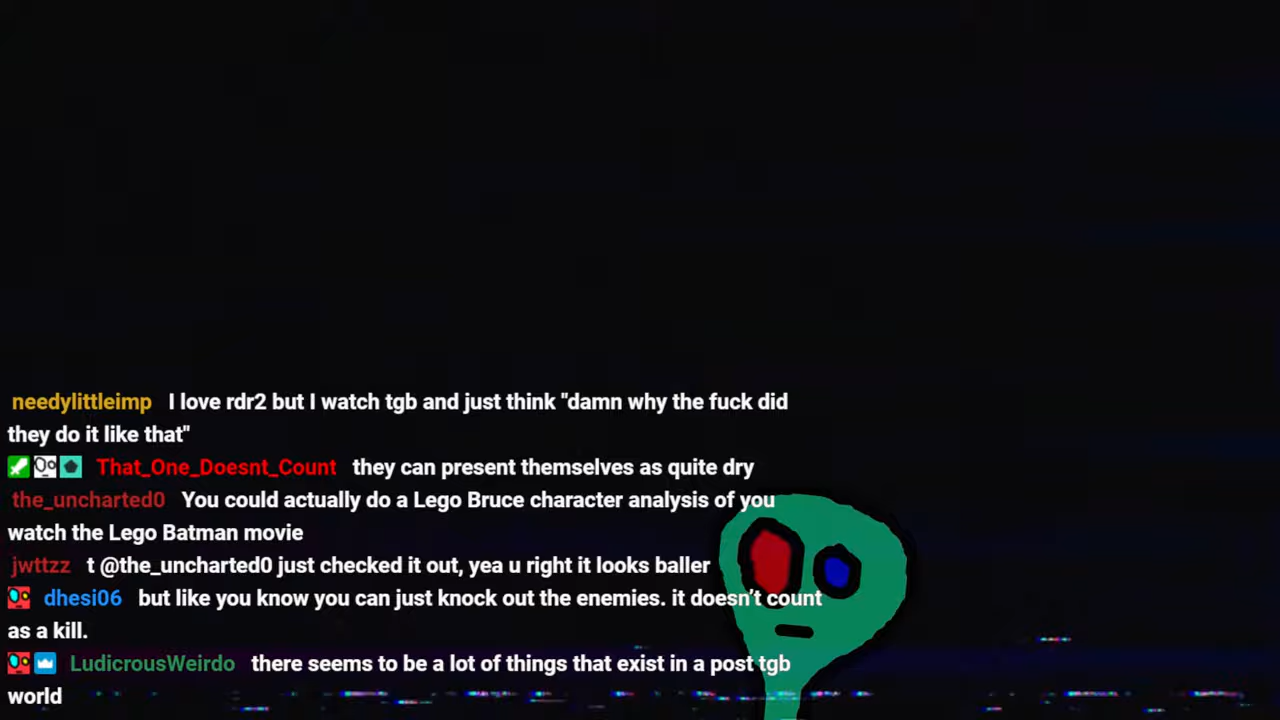 needylittleimp I love rdr2 but I watch tgb and just think "damn why the fuck did
they do it like that"
That_One_Doesnt_Count they can present themselves as quite dry
the_uncharted0 You could actually do a Lego Bruce character analysis of you
watch the Lego Batman movie
jwttzz t @the_uncharted0 just checked it out, yea u right it looks baller
dhesi06 but like you know you can just knock out the enemies. it doesn’t count
as a kill.
LudicrousWeirdo there seems to be a lot of things that exist in a post tgb
world